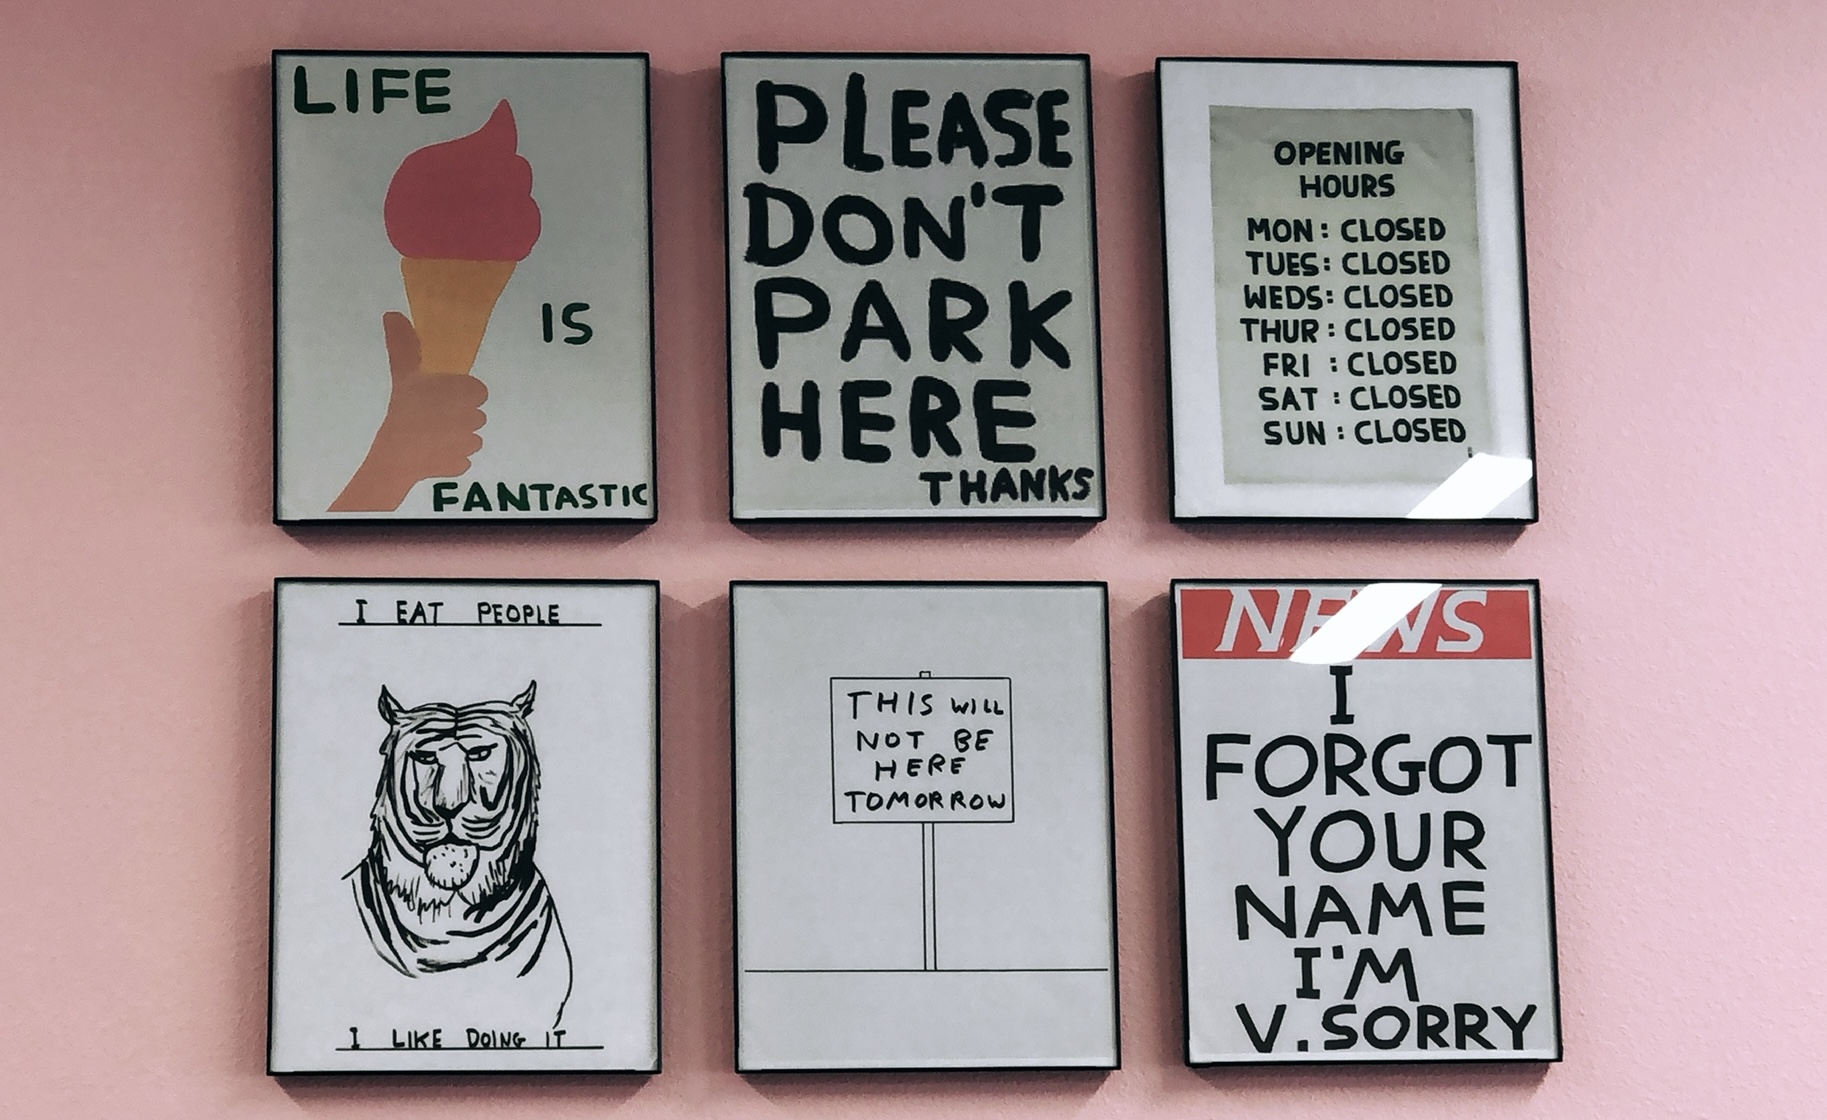 LIFE
IS
FANTASTIC
PLEASE
DON'T
PARK
HERE
THANKS
OPENING
HOURS
MON : CLOSED
TUES : CLOSED
WEDS : CLOSED
THUR : CLOSED
FRI : CLOSED
SAT : CLOSED
SUN : CLOSED
I EAT PEOPLE
I LIKE DOING IT
THIS WILL
NOT BE
HERE
TOMORROW
NEWS
I
FORGOT
YOUR
NAME
I'M
V. SORRY